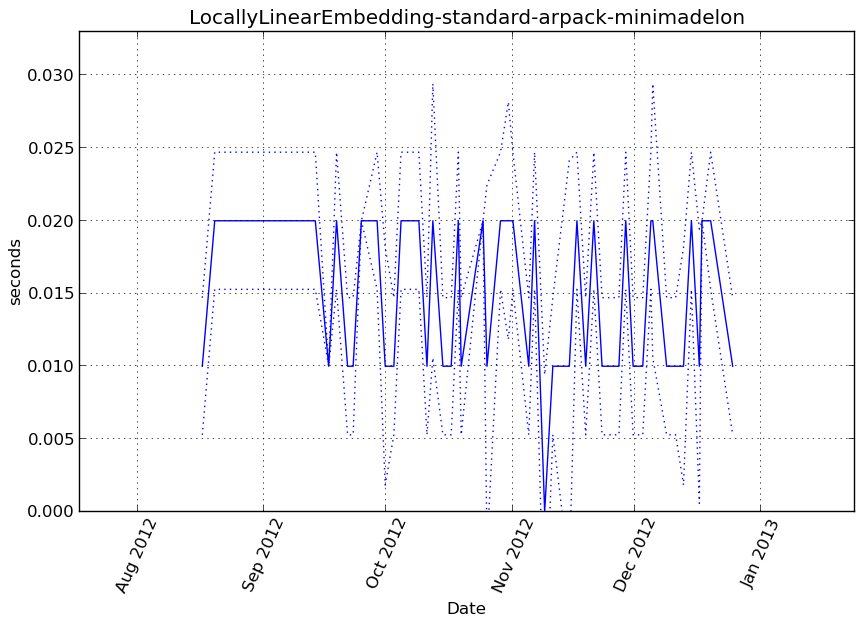 LocallyLinearEmbedding-standard-arpack-minimadelon
0.030
0.025
0.020
0.015
0.010
0.005
0.000
seconds
Aug 2012
Sep 2012
Oct 2012
Nov 2012
Dec 2012
Jan 2013
Date